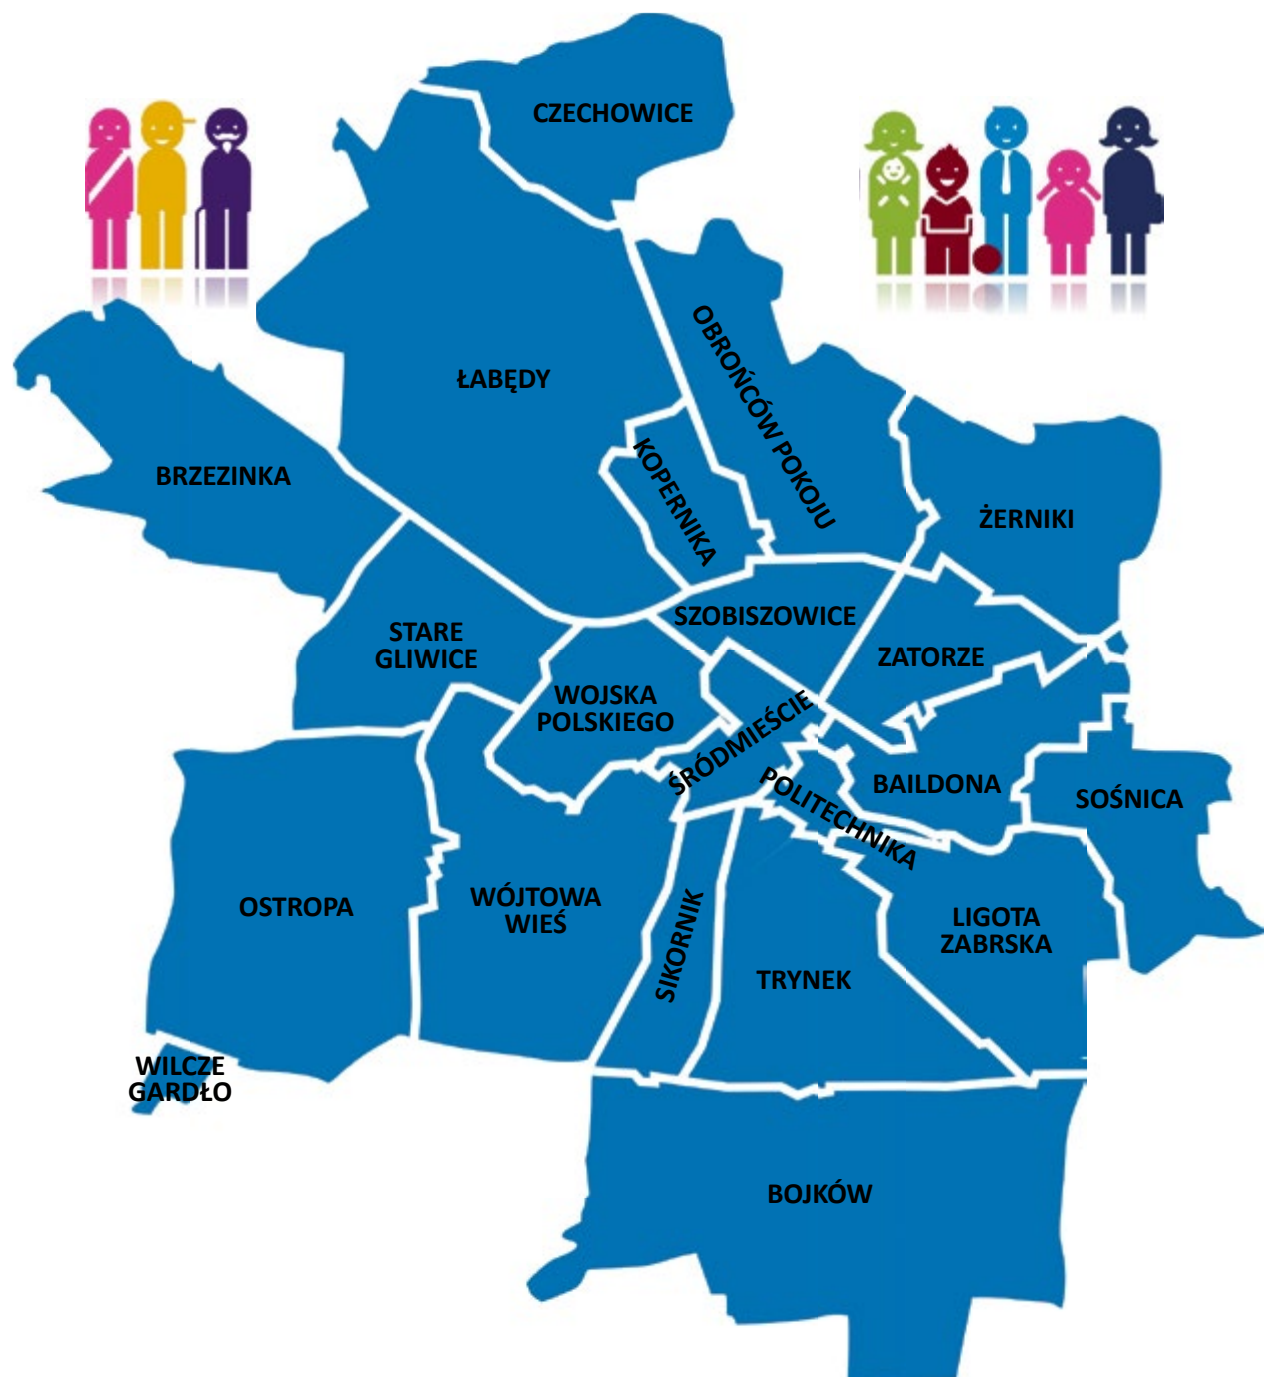 CZECHOWICE
OBROŃCÓW POKOJU
ŁABĘDY
KOPERNIKA
BRZEZINKA
ŻERNIKI
SZOBISZOWICE
STARE
GLIWICE
ZATORZE
WOJSKA
POLSKIEGO
ŚRÓDMIEŚCIE
POLITECHNIKA
BAILDONA
SOŚNICA
OSTROPA
WÓJTOWA
WIEŚ
SIKORNIK
TRYNEK
LIGOTA
ZABRSKA
WILCZE
GARDŁO
BOJKÓW